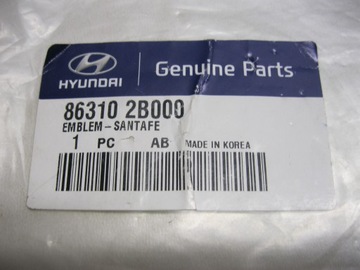 HYUNDAI
Genuine Parts
86310 2B000
EMBLEM-SANTAFE
1 PC AB MADE IN KOREA